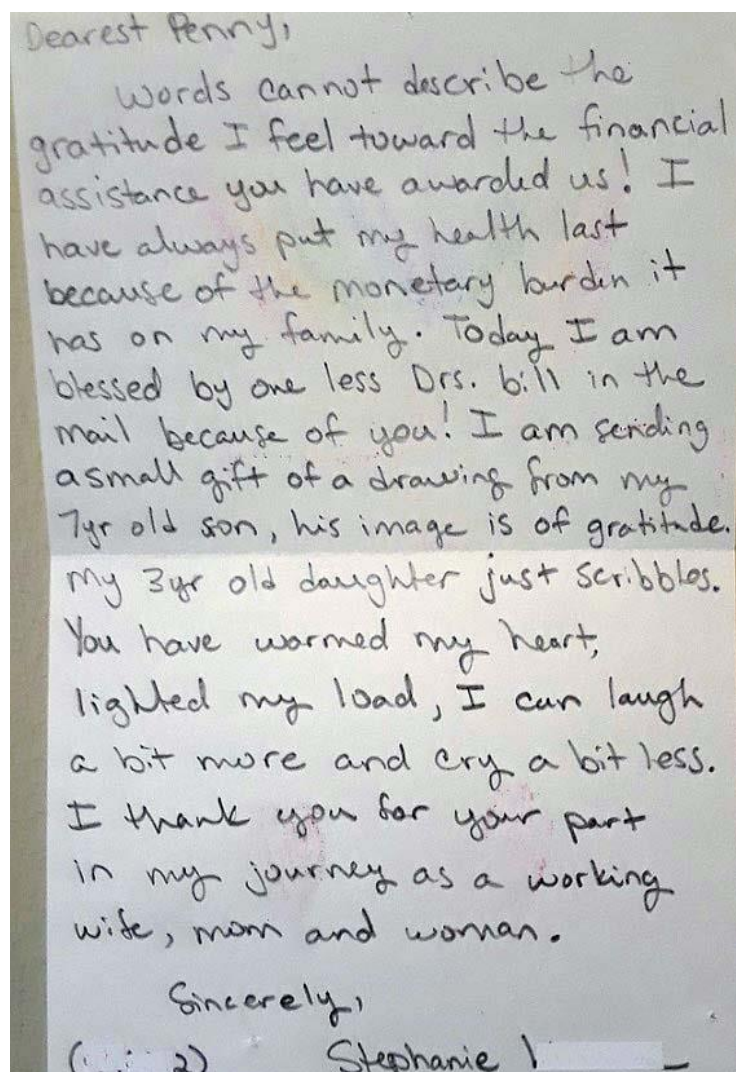 Dearest Penny,
Words cannot describe the
gratitude I feel toward the financial
assistance you have awarded us! I
have always put my health last
because of the monetary burden it
has on my family. Today I am
blessed by one less Drs. bill in the
mail because of you! I am sending
a small gift of a drawing from my
7yr old son, his image is of gratitude.
My 3yr old daughter just scribbles.
You have warmed my heart,
lighted my load, I can laugh
a bit more and cry a bit less.
I thank you for your part
in my journey as a working
wife, mom and woman.
Sincerely,
Stephanie